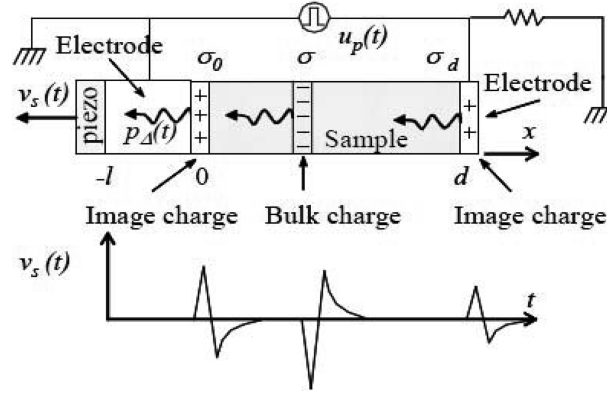 u_p(t)
Electrode σ_0 σ σ_d
Electrode
v_s(t)
piezo
+ − +
+ p_Δ(t) − +
+ − Sample
x
-l 0 d
Image charge Bulk charge Image charge
v_s(t)
t